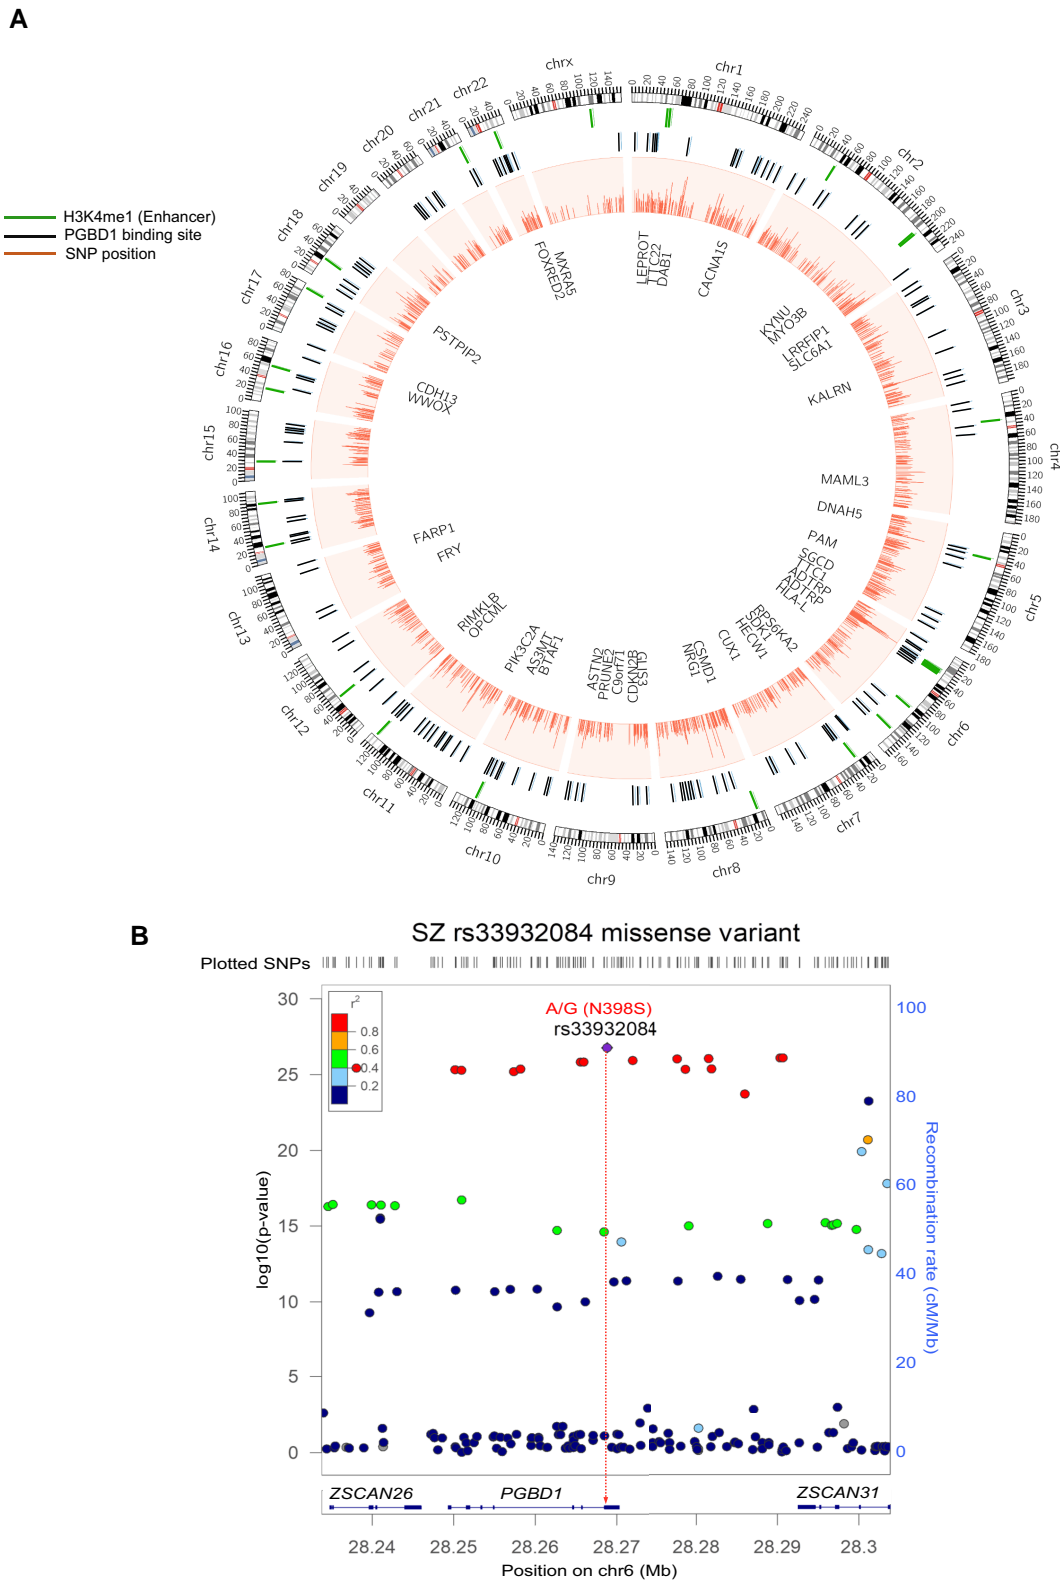 A
H3K4me1 (Enhancer)
PGBD1 binding site
SNP position
chr1
chr2
chr3
chr4
chr5
chr6
chr7
chr8
chr9
chr10
chr11
chr12
chr13
chr14
chr15
chr16
chr17
chr18
chr19
chr20
chr21
chr22
chrx
LEPROT
TTC22
DAB1
CACNA1S
KYNU
MYO3B
LRRFIP1
SLC6A1
KALRN
MAML3
DNAH5
PAM
SGCD
TTC1
ADTRP
ADTRP
HLA-L
RPS6KA2
SDK1
HECW1
CUX1
CSMD1
NRG1
GLIS3
CDKN2B
C9orf71
PRUNE2
ASTN2
BTAF1
AS3MT
PIK3C2A
OPCML
RIMKLB
FRY
FARP1
WWOX
CDH13
PSTPIP2
FOXRED2
MXRA5
B
SZ rs33932084 missense variant
Plotted SNPs
30
25
20
15
10
5
0
log10(p-value)
r2
0.8
0.6
0.4
0.2
A/G (N398S)
rs33932084
100
80
60
40
20
0
Recombination rate (cM/Mb)
ZSCAN26
PGBD1
ZSCAN31
28.24 28.25 28.26 28.27 28.28 28.29 28.3
Position on chr6 (Mb)